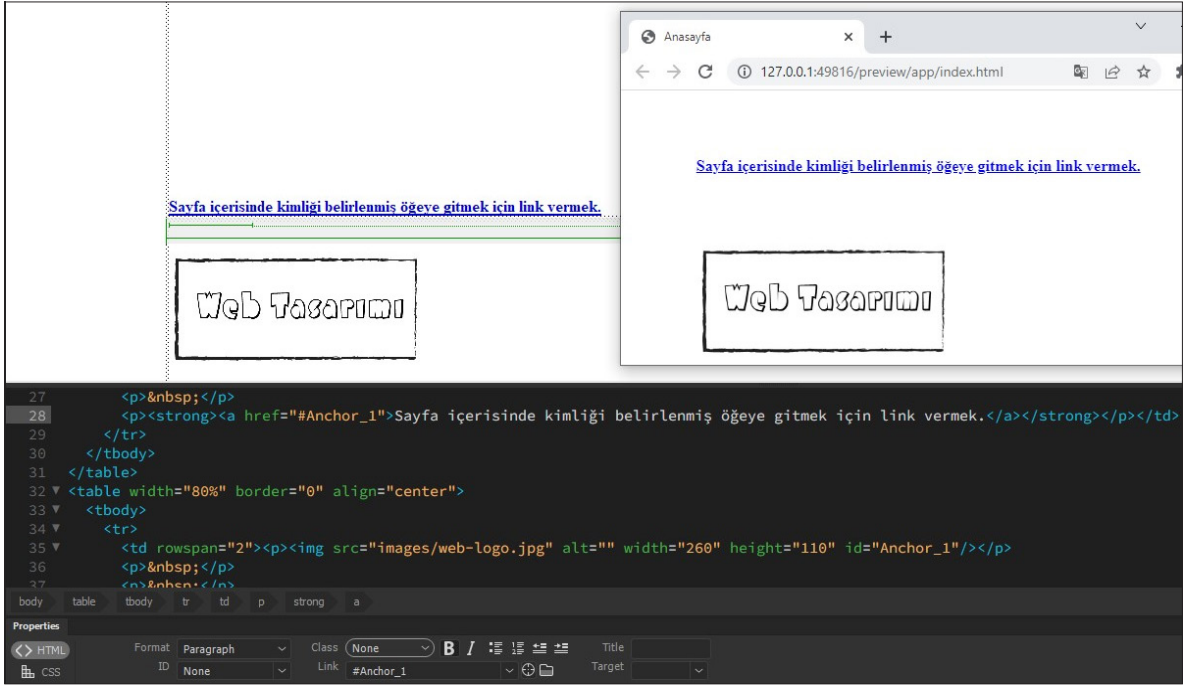 Anasayfa
127.0.0.1:49816/preview/app/index.html
Sayfa içerisinde kimliği belirlenmiş öğeye gitmek için link vermek.
Web Tasarımı
Sayfa içerisinde kimliği belirlenmiş öğeye gitmek için link vermek.
Web Tasarımı
27 <p>&nbsp;</p>
28 <p><strong><a href="#Anchor_1">Sayfa içerisinde kimliği belirlenmiş öğeye gitmek için link vermek.</a></strong></p></td>
29 </tr>
30 </tbody>
31 </table>
32 <table width="80%" border="0" align="center">
33 <tbody>
34 <tr>
35 <td rowspan="2"><p><img src="images/web-logo.jpg" alt="" width="260" height="110" id="Anchor_1"/></p>
36 <p>&nbsp;</p>
37 <p>&nbsp;</p>
body table tbody tr td p strong a
Properties
<> HTML Format Paragraph Class None B I Title
CSS ID None Link #Anchor_1 Target